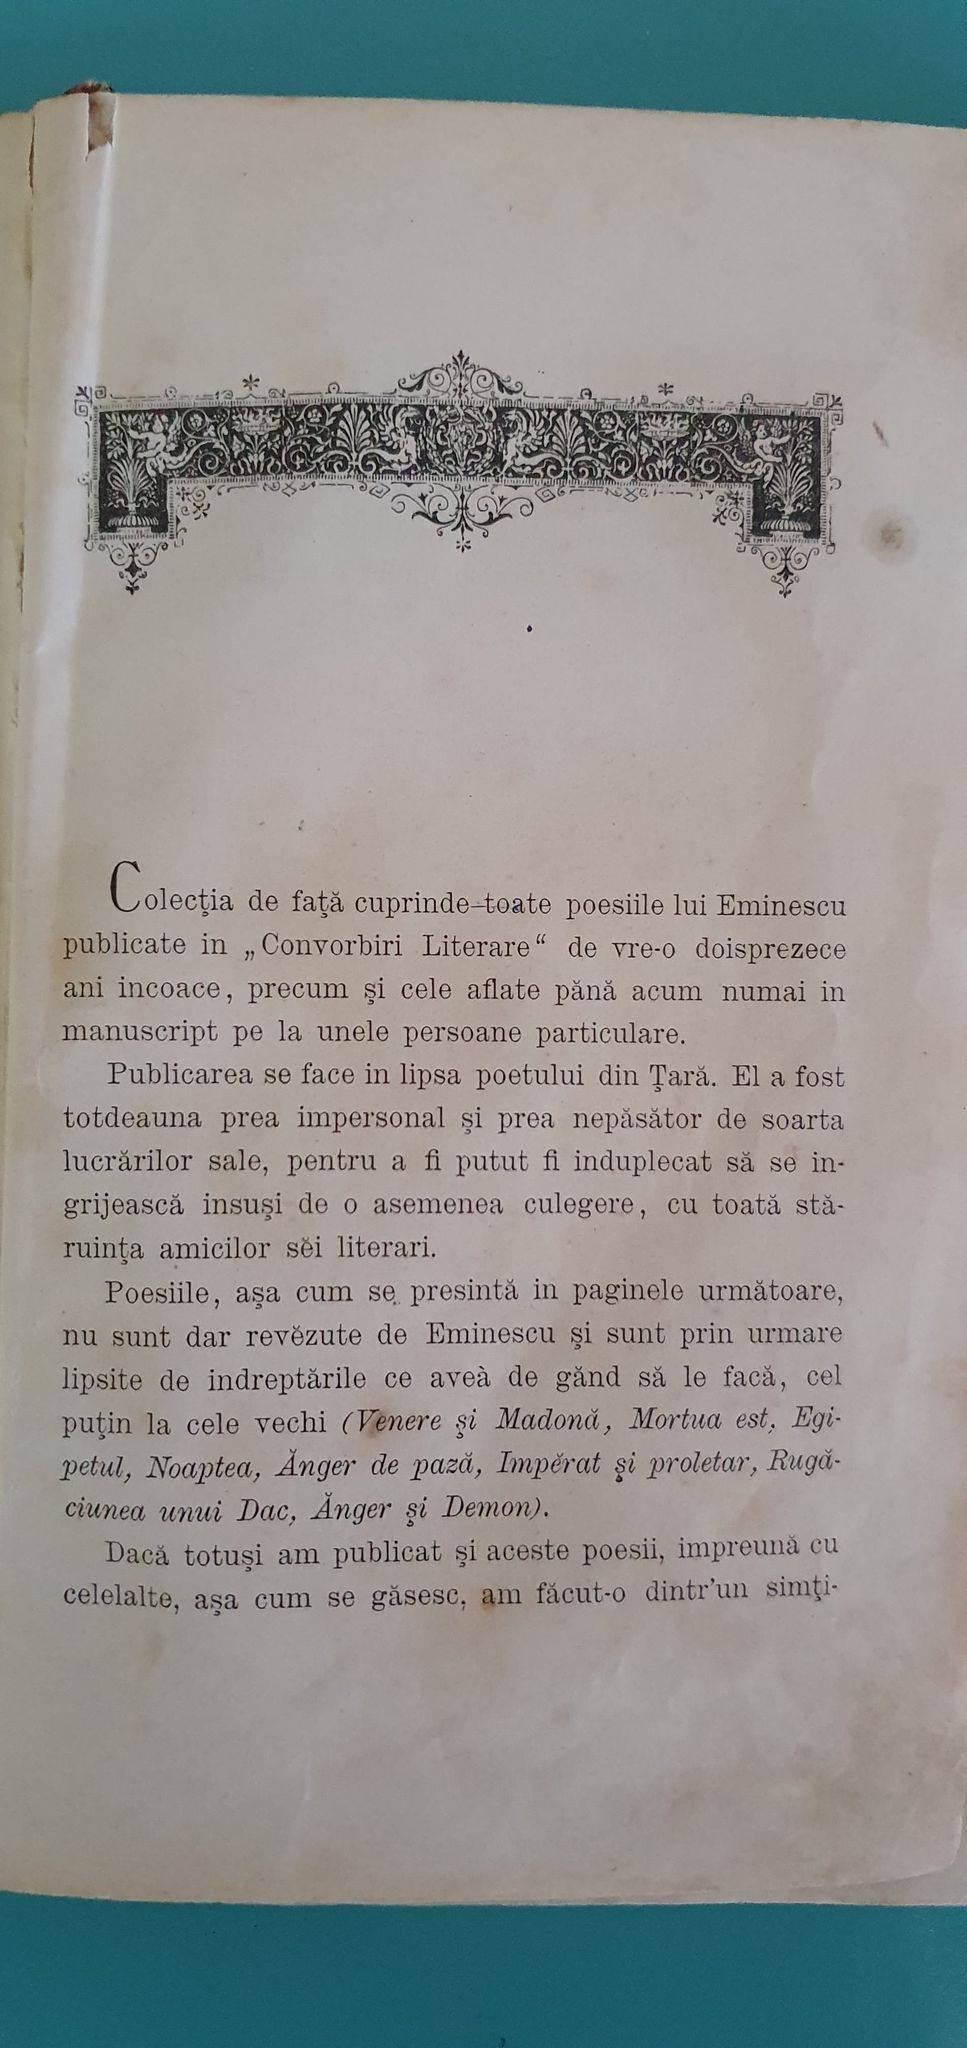 Colecţia de faţă cuprinde toate poesiile lui Eminescu
publicate in „Convorbiri Literare“ de vre-o doisprezece
ani incoace, precum şi cele aflate pănă acum numai in
manuscript pe la unele persoane particulare.
Publicarea se face in lipsa poetului din Ţară. El a fost
totdeauna prea impersonal şi prea nepăsător de soarta
lucrărilor sale, pentru a fi putut fi induplecat să se in-
grijească insuşi de o asemenea culegere, cu toată stă-
ruinţa amicilor sĕi literari.
Poesiile, aşa cum se presintă in paginele următoare,
nu sunt dar revĕzute de Eminescu şi sunt prin urmare
lipsite de indreptările ce aveà de gănd să le facă, cel
puţin la cele vechi (Venere şi Madonă, Mortua est, Egi-
petul, Noaptea, Ănger de pază, Impĕrat şi proletar, Rugă-
ciunea unui Dac, Ănger şi Demon).
Dacă totuşi am publicat şi aceste poesii, impreună cu
celelalte, aşa cum se găsesc, am făcut-o dintr'un simţi-